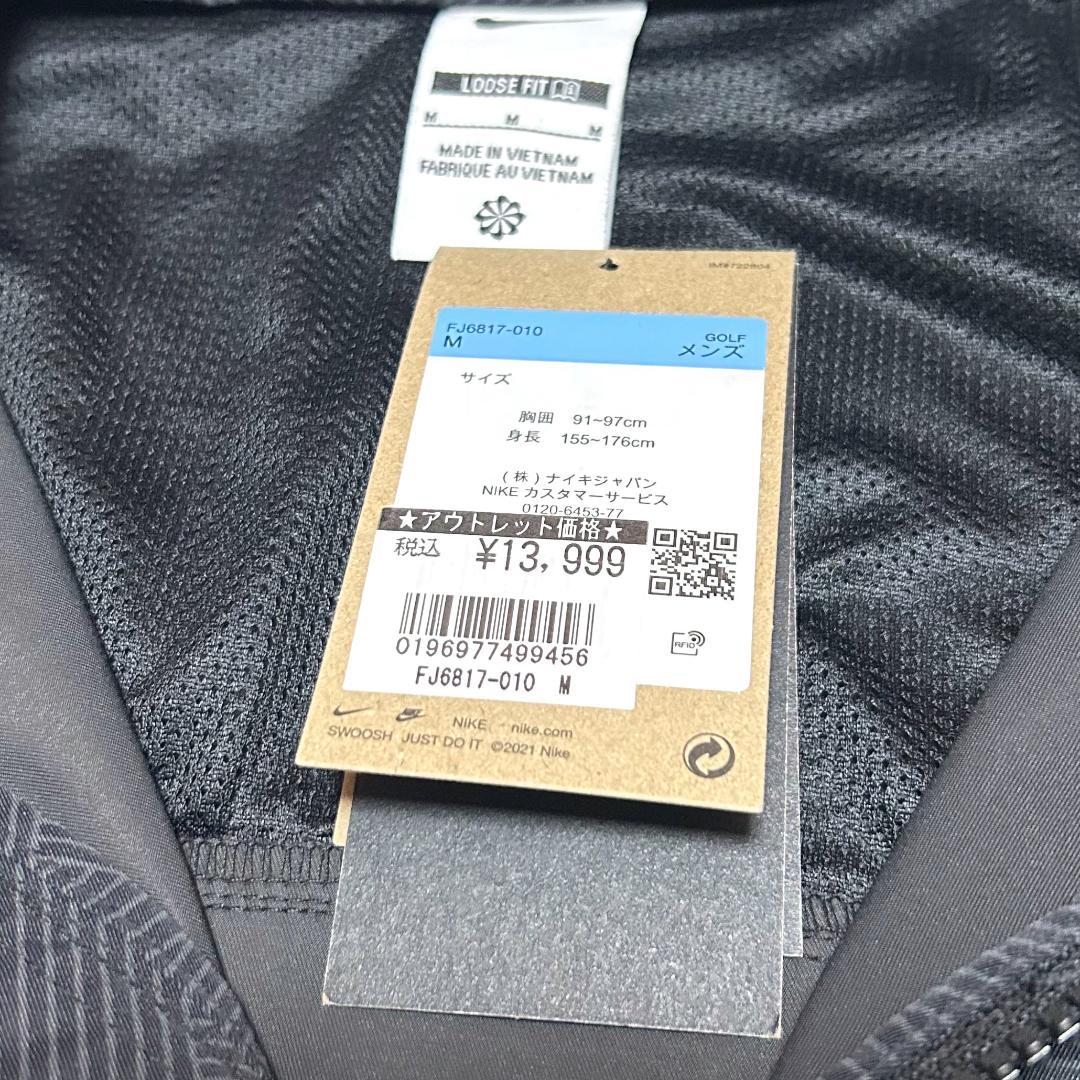 LOOSE FIT
M M M
MADE IN VIETNAM
FABRIQUE AU VIETNAM
FJ6817-010
M
GOLF
メンズ
サイズ
胸囲 91~97cm
身長 155~176cm
(株)ナイキジャパン
NIKE カスタマーサービス
0120-6453-77
★アウトレット価格★
税込 ¥13,999
RFID
0196977499456
FJ6817-010 M
NIKE nike.com
SWOOSH JUST DO IT ©2021 Nike